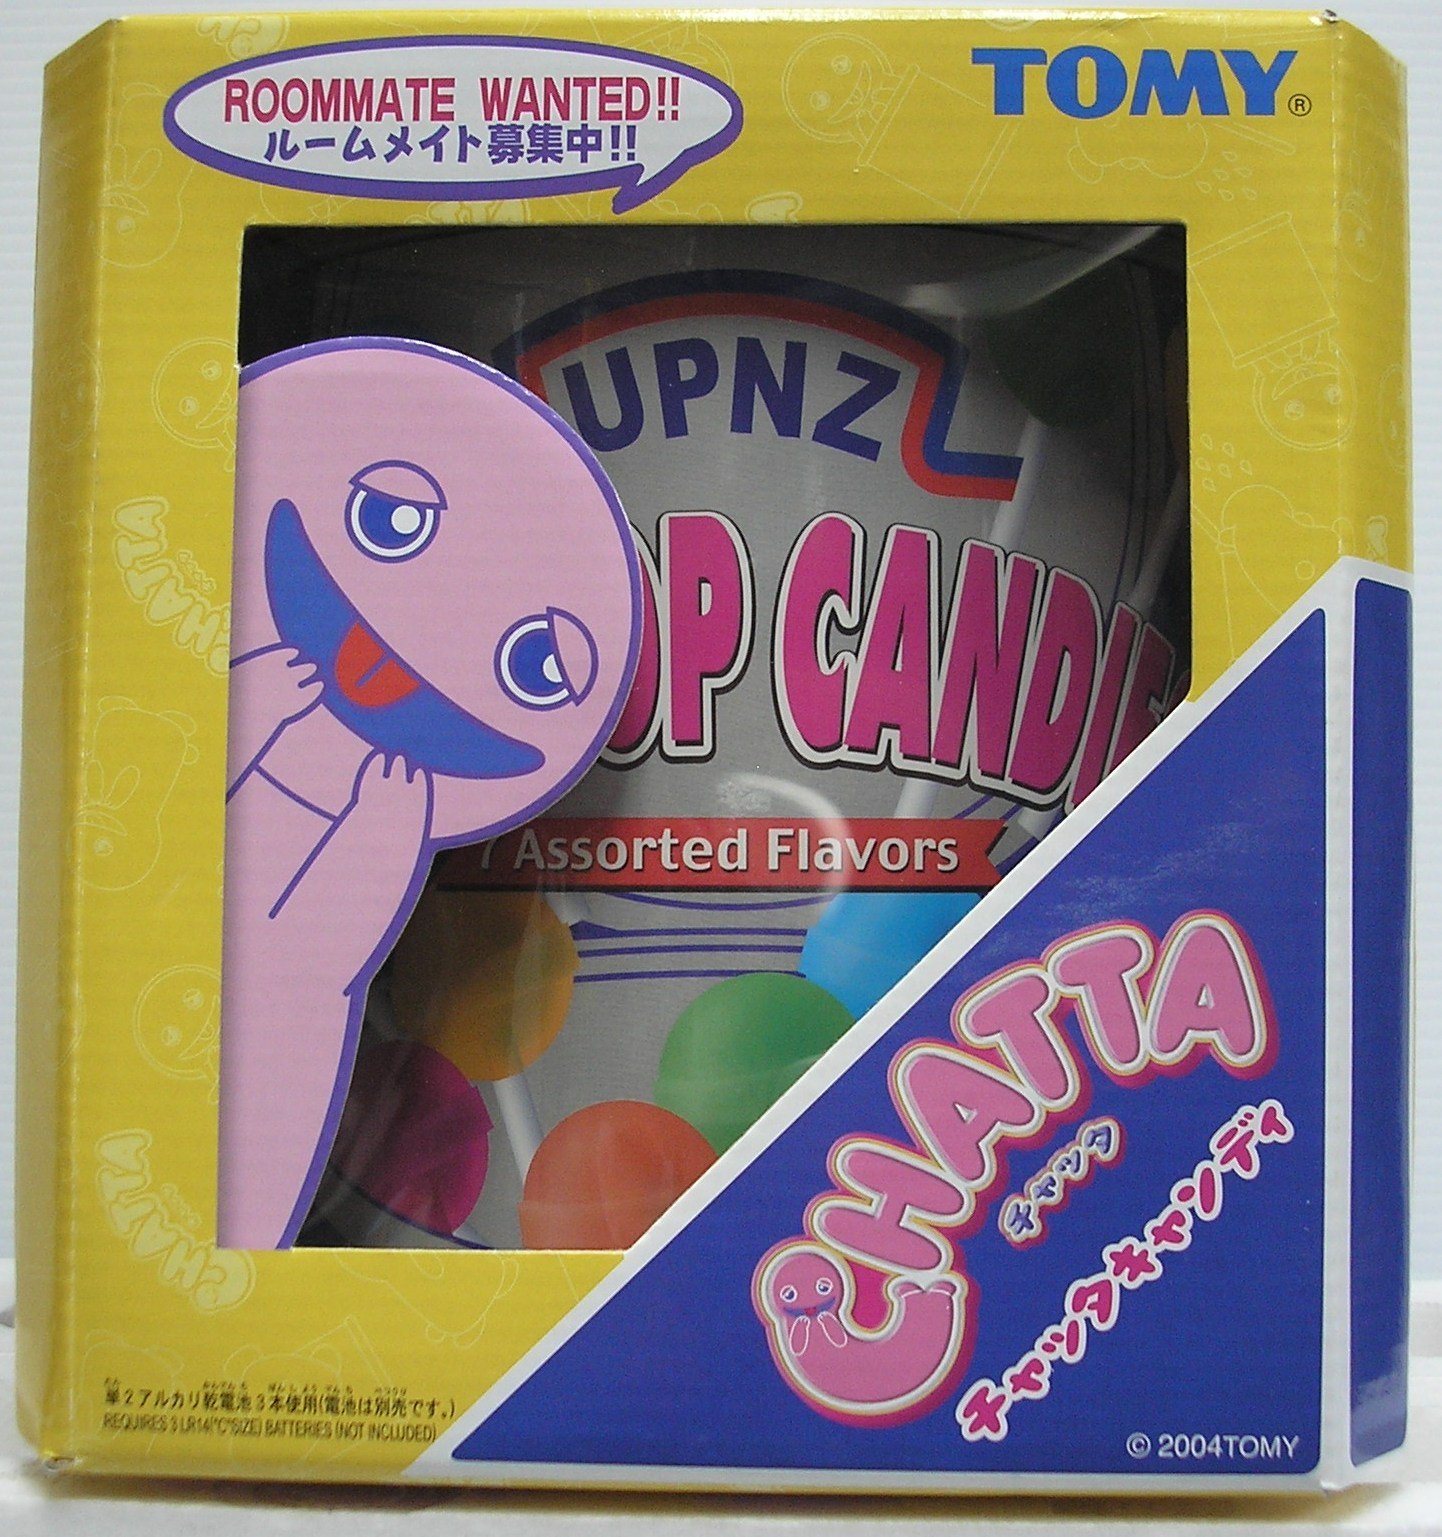 ROOMMATE WANTED!!
ルームメイト募集中!!
TOMY®
UPNZ
OP CANDIE
7 Assorted Flavors
CHATTA
チャッタ
チャッタキャンディ
単2アルカリ乾電池3本使用(電池は別売です。)
REQUIRES 3 LR14("C"SIZE) BATTERIES (NOT INCLUDED)
© 2004TOMY
CHATTA
CHATTA